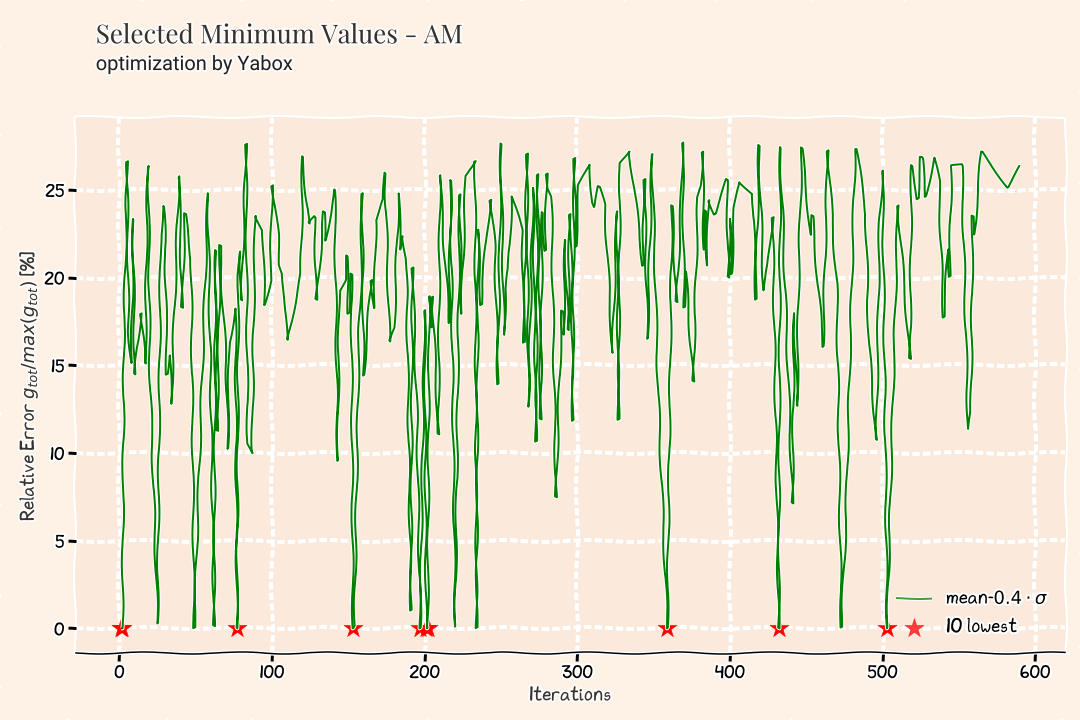 Selected Minimum Values - AM
optimization by Yabox
Relative Error g_tot/max(g_tot) [%]
25
20
15
10
5
0
mean-0.4 · σ
10 lowest
0 100 200 300 400 500 600
Iterations